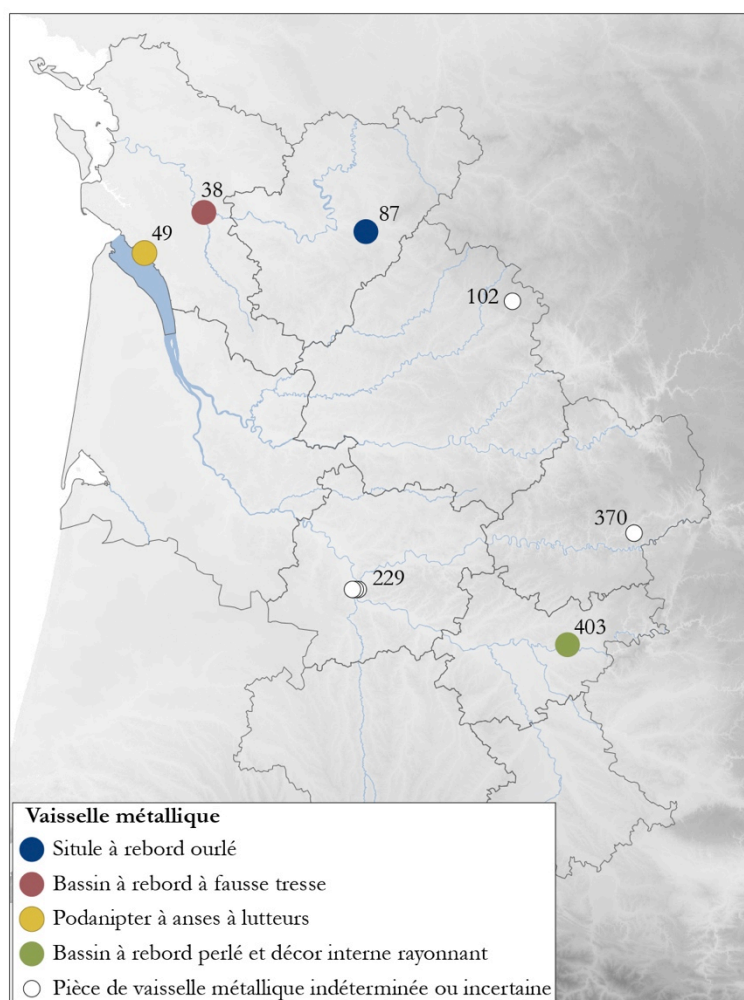 38
87
49
102
370
229
403
Vaisselle métallique
Situle à rebord ourlé
Bassin à rebord à fausse tresse
Podanipter à anses à lutteurs
Bassin à rebord perlé et décor interne rayonnant
Pièce de vaisselle métallique indéterminée ou incertaine